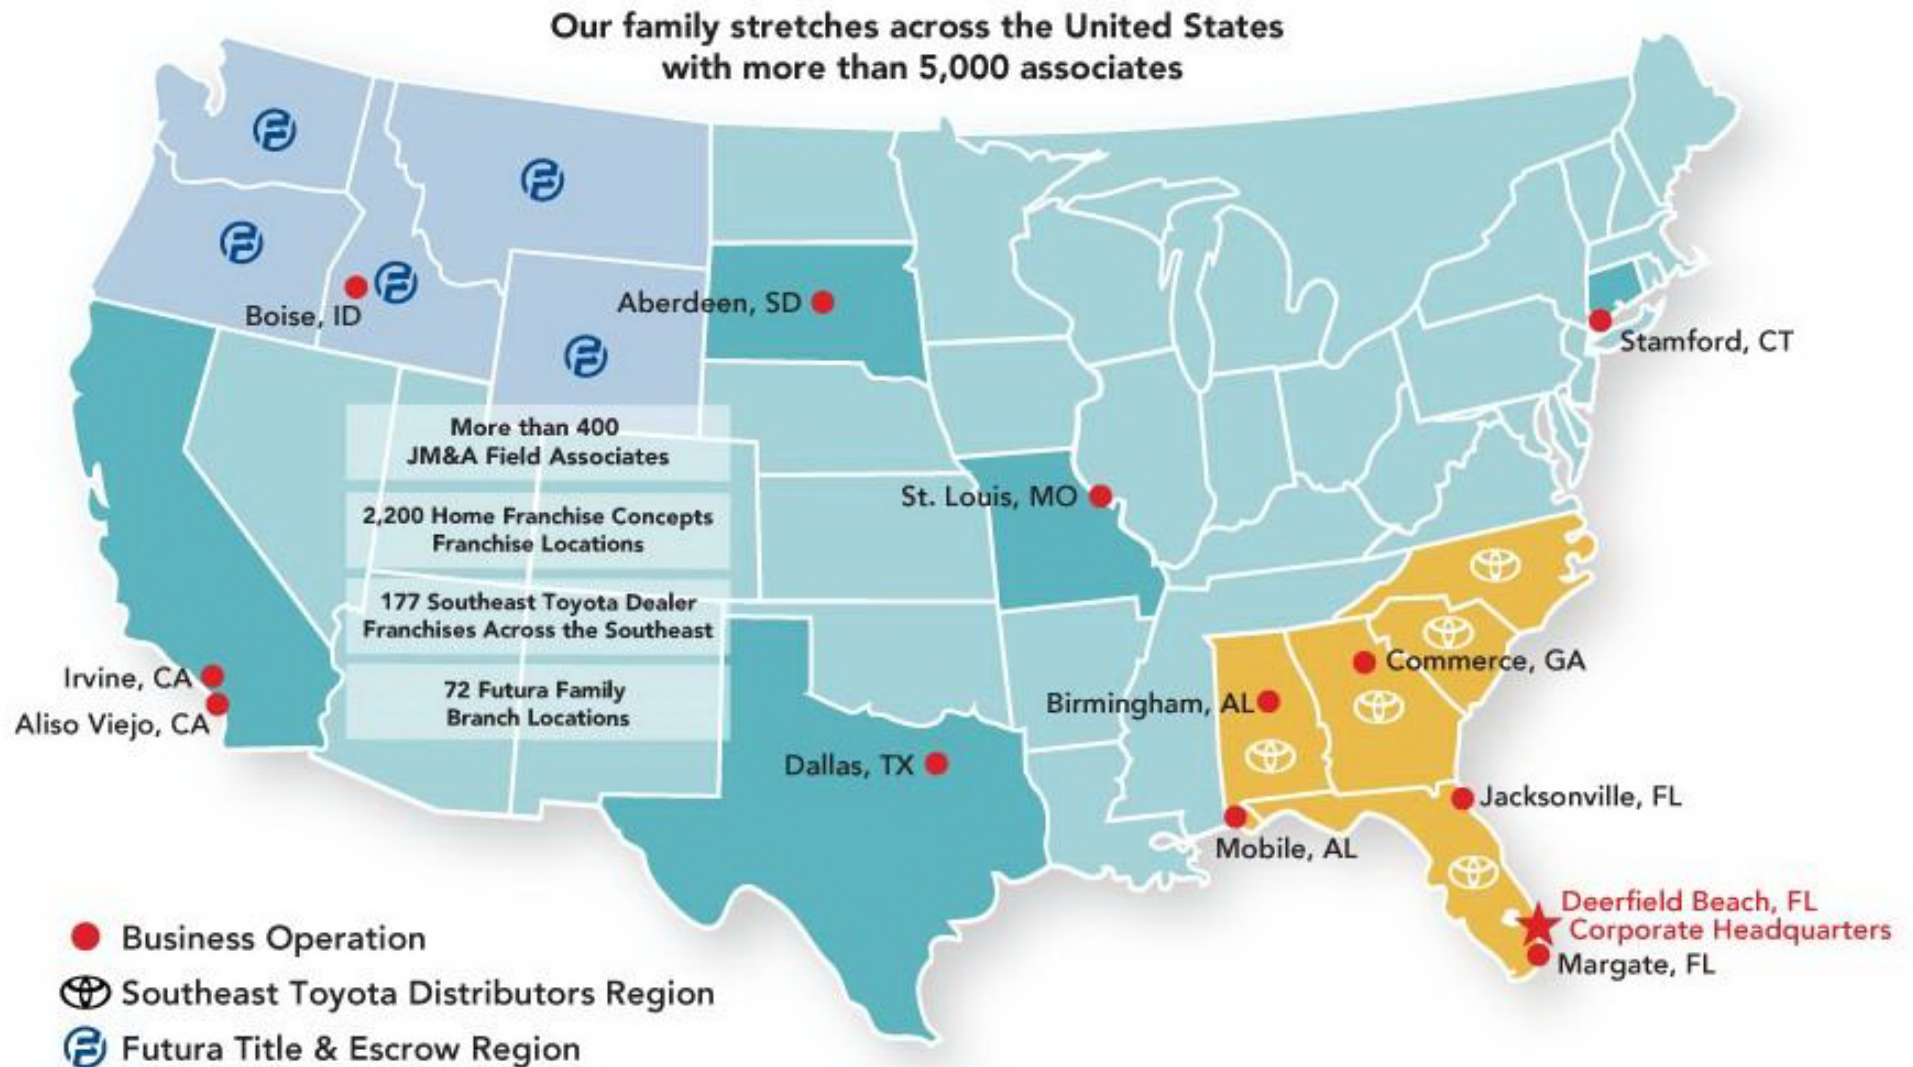 Our family stretches across the United States
with more than 5,000 associates
Boise, ID
Aberdeen, SD
Stamford, CT
More than 400
JM&A Field Associates
2,200 Home Franchise Concepts
Franchise Locations
177 Southeast Toyota Dealer
Franchises Across the Southeast
72 Futura Family
Branch Locations
St. Louis, MO
Irvine, CA
Aliso Viejo, CA
Commerce, GA
Birmingham, AL
Dallas, TX
Jacksonville, FL
Mobile, AL
Deerfield Beach, FL
Corporate Headquarters
Margate, FL
Business Operation
Southeast Toyota Distributors Region
Futura Title & Escrow Region